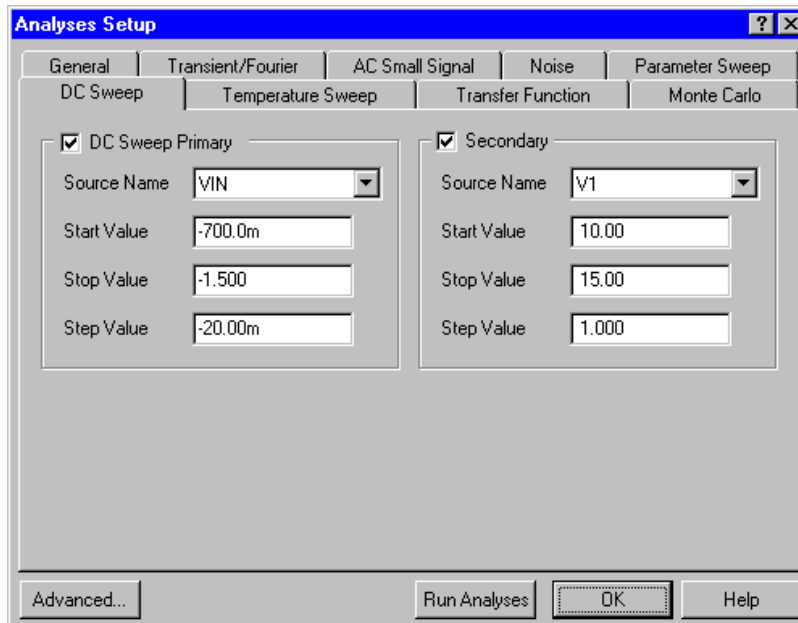 Analyses Setup
General Transient/Fourier AC Small Signal Noise Parameter Sweep
DC Sweep Temperature Sweep Transfer Function Monte Carlo
DC Sweep Primary
Source Name VIN
Start Value -700.0m
Stop Value -1.500
Step Value -20.00m
Secondary
Source Name V1
Start Value 10.00
Stop Value 15.00
Step Value 1.000
Advanced... Run Analyses OK Help